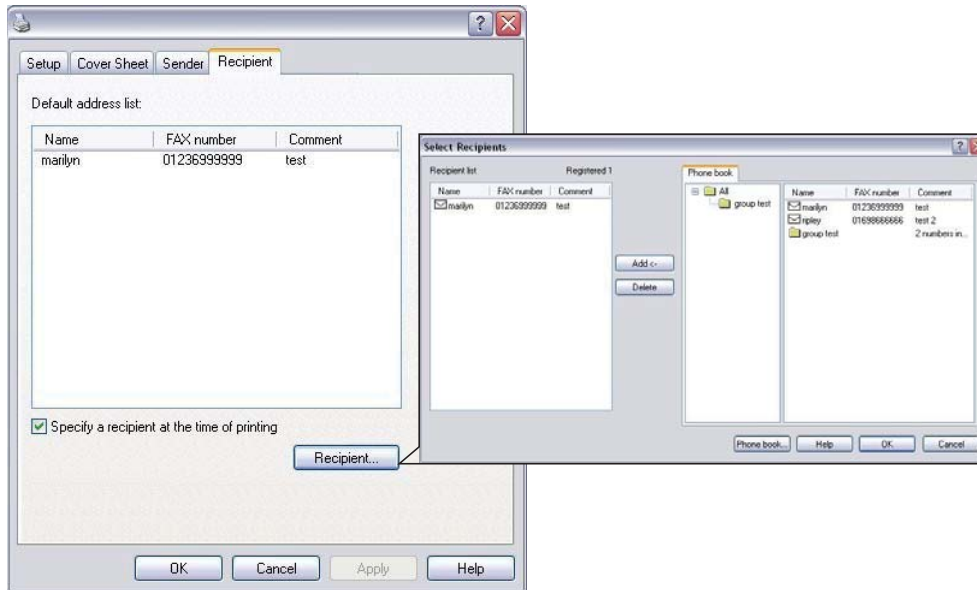 Setup Cover Sheet Sender Recipient
Default address list:
Name FAX number Comment
marilyn 01236999999 test
Specify a recipient at the time of printing
Recipient...
OK Cancel Apply Help
Select Recipients
Recipient list Registered 1
Name FAX number Comment
marilyn 01236999999 test
Add <-
Delete
Phone book
All
group test
Name FAX number Comment
marilyn 01236999999 test
ripley 01698666666 test 2
group test 2 numbers in...
Phone book... Help OK Cancel